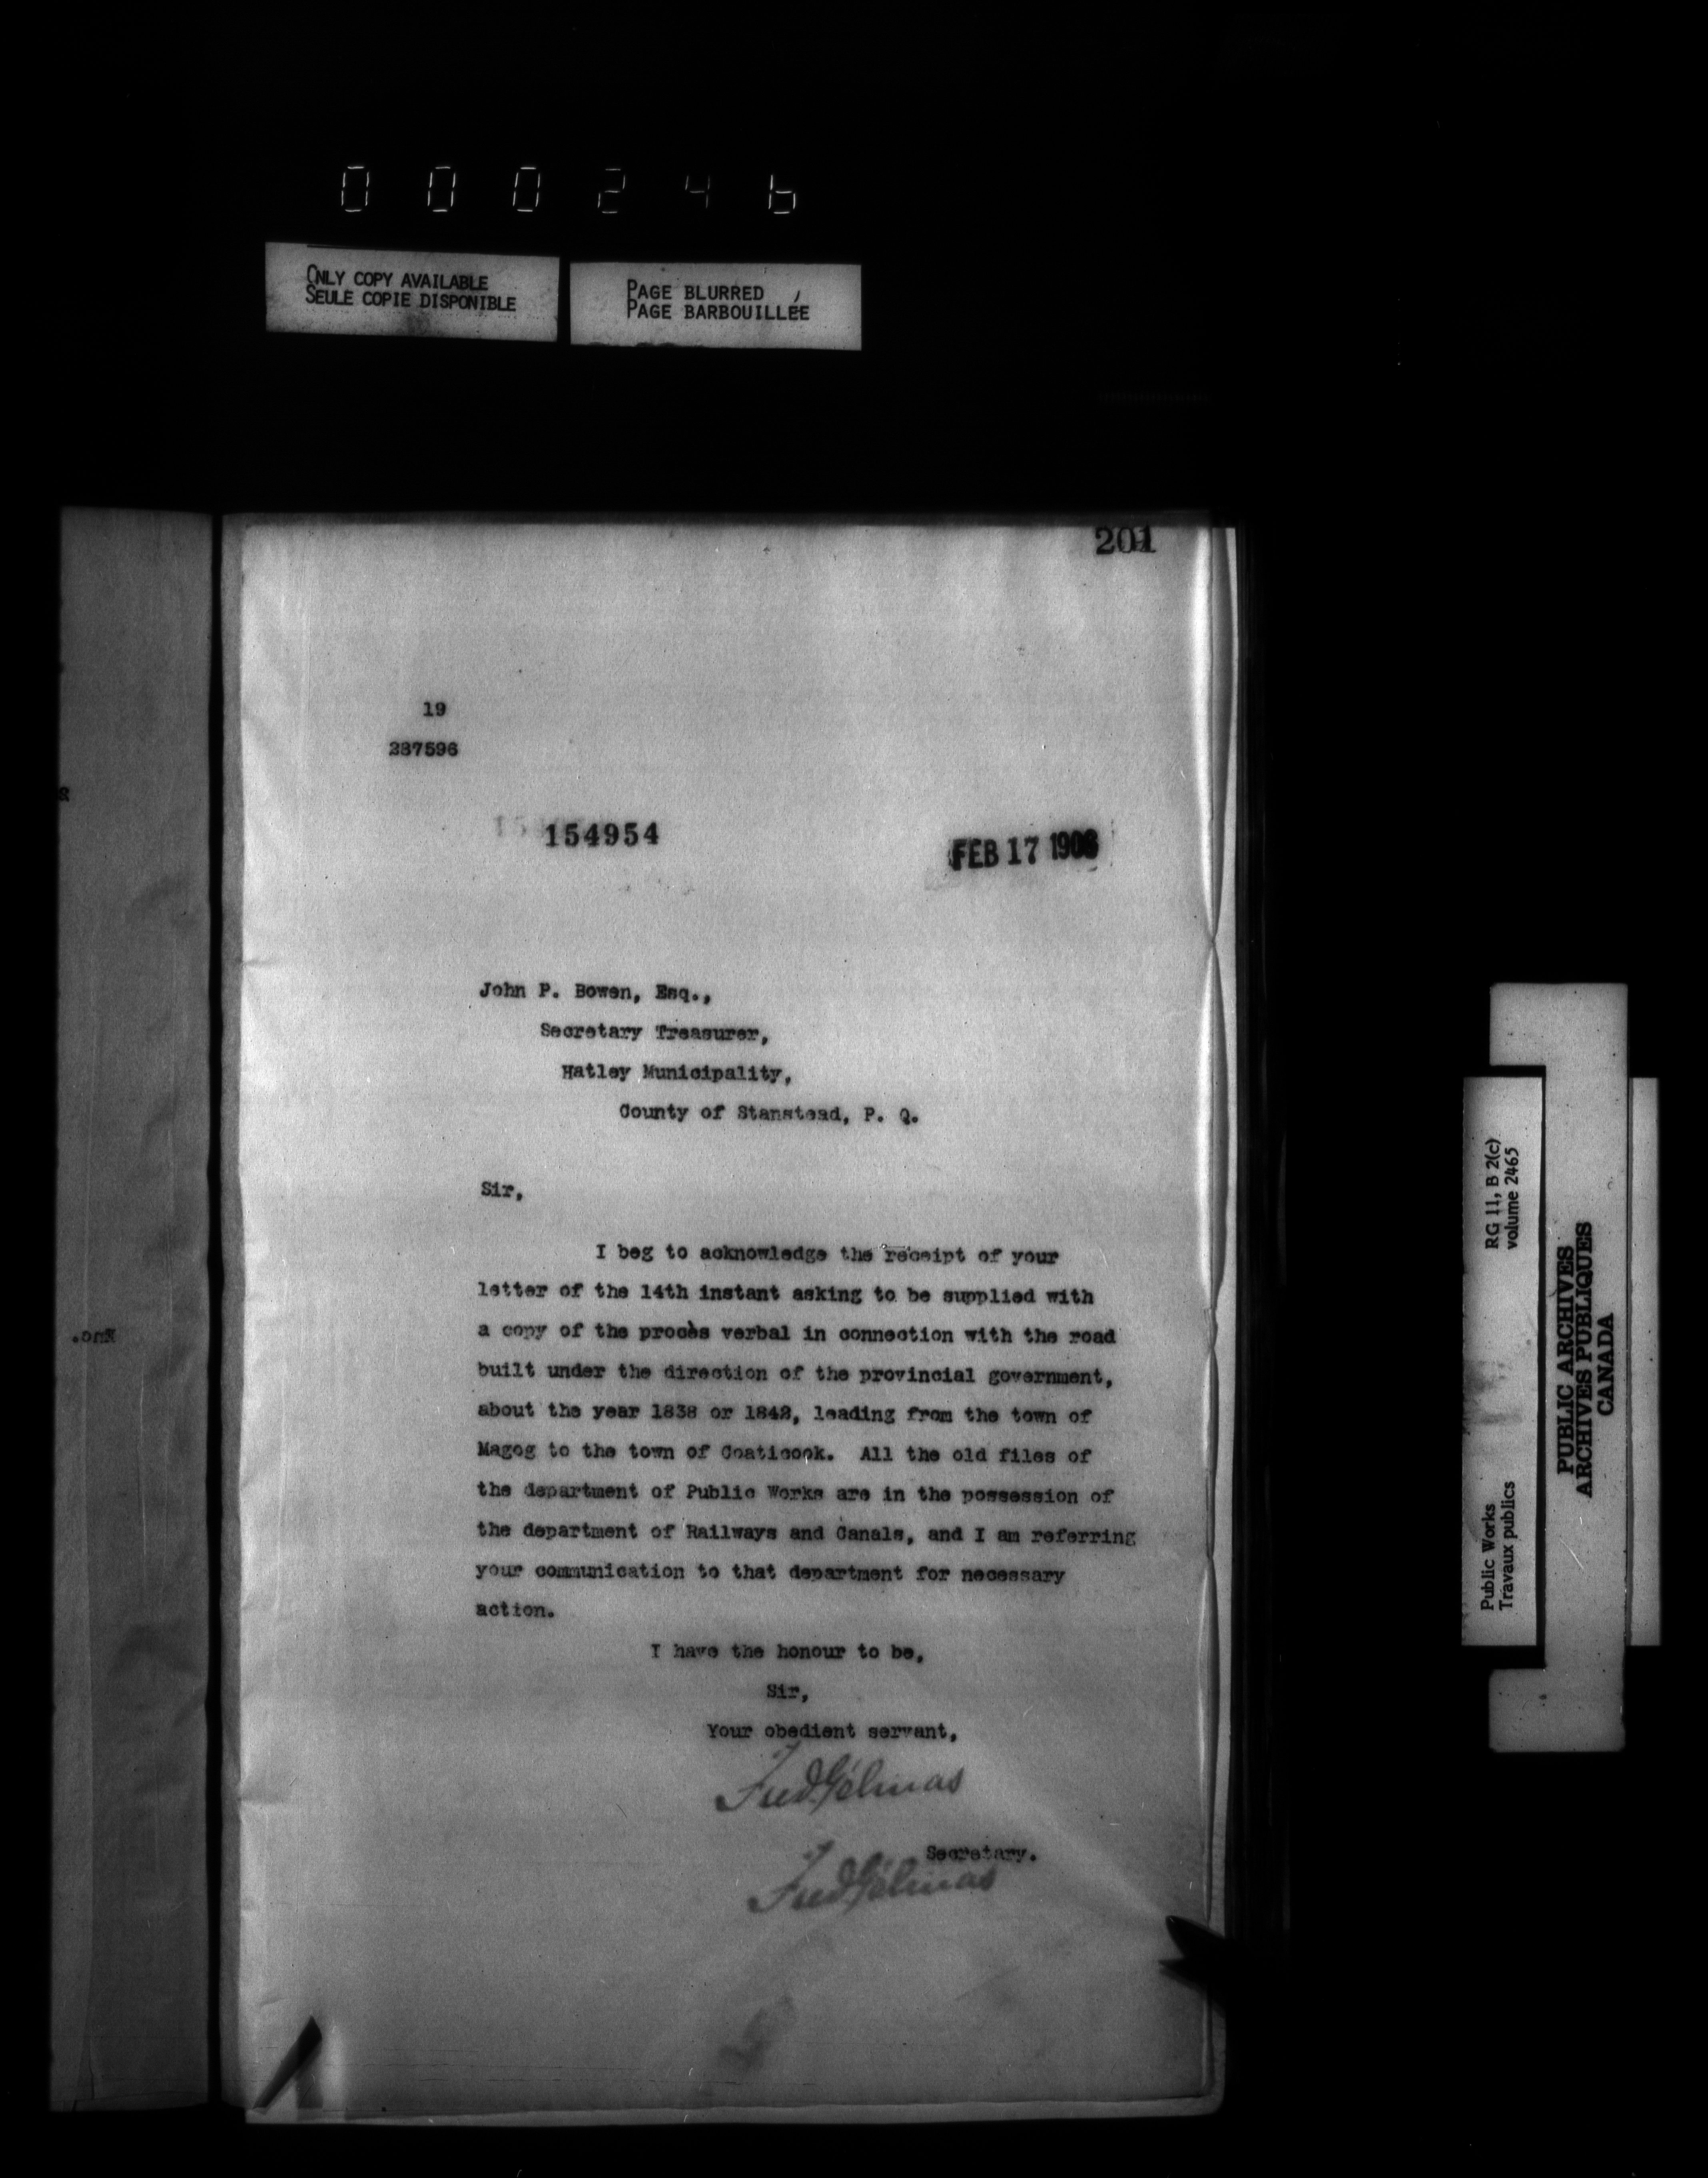 000246
ONLY COPY AVAILABLE
SEULE COPIE DISPONIBLE
PAGE BLURRED
PAGE BARBOUILLÉE
201
19
237596
154954
FEB 17 1908
John P. Bowen, Esq.,
Secretary Treasurer,
Hatley Municipality,
County of Stanstead, P. Q.
Sir,
I beg to acknowledge the receipt of your
letter of the 14th instant asking to be supplied with
a copy of the procès verbal in connection with the road
built under the direction of the provincial government,
about the year 1838 or 1842, leading from the town of
Magog to the town of Coaticook. All the old files of
the department of Public Works are in the possession of
the department of Railways and Canals, and I am referring
your communication to that department for necessary
action.
I have the honour to be,
Sir,
Your obedient servant,
Fred Gélinas
Secretary.
Fred Gélinas
Enc.
RG 11, B 2(c)
volume 2465
Public Works
Travaux publics
PUBLIC ARCHIVES
ARCHIVES PUBLIQUES
CANADA